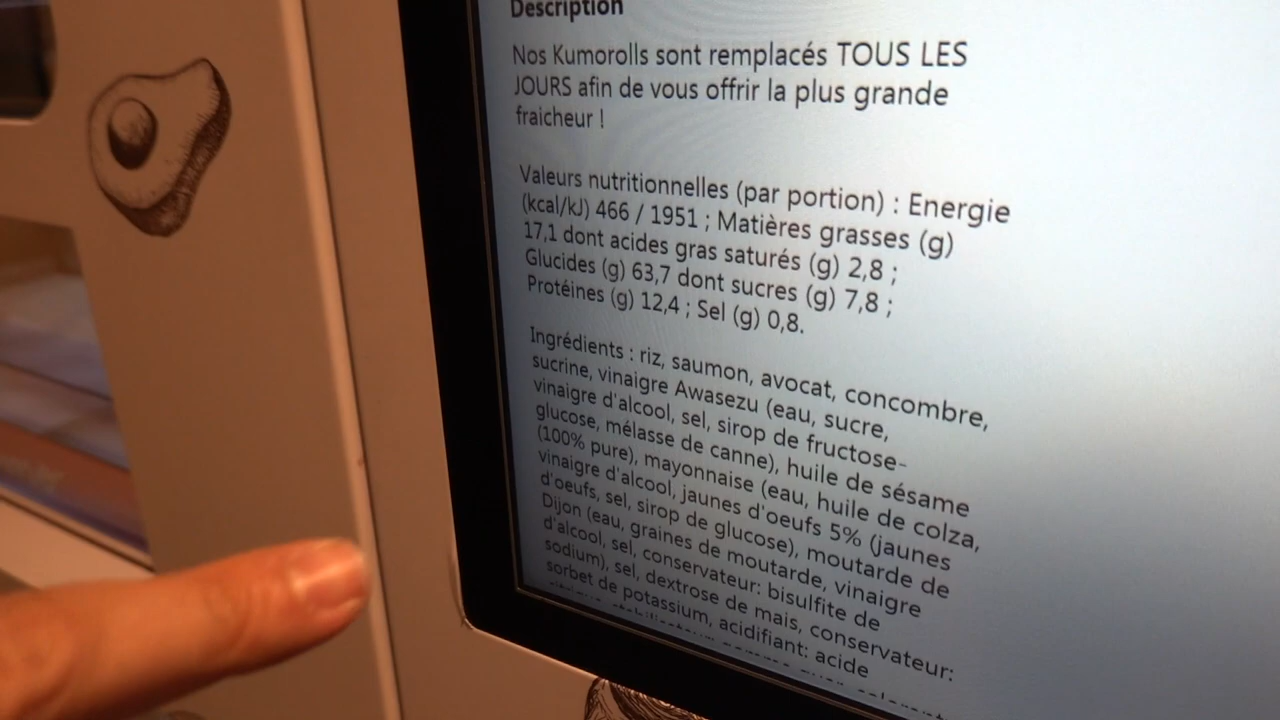 Description
Nos Kumorolls sont remplacés TOUS LES
JOURS afin de vous offrir la plus grande
fraicheur !
Valeurs nutritionnelles (par portion) : Energie
(kcal/kJ) 466 / 1951 ; Matières grasses (g)
17,1 dont acides gras saturés (g) 2,8 ;
Glucides (g) 63,7 dont sucres (g) 7,8 ;
Protéines (g) 12,4 ; Sel (g) 0,8.
Ingrédients : riz, saumon, avocat, concombre,
sucrine, vinaigre Awasezu (eau, sucre,
vinaigre d'alcool, sel, sirop de fructose-
glucose, mélasse de canne), huile de sésame
(100% pure), mayonnaise (eau, huile de colza,
vinaigre d'alcool, jaunes d'oeufs 5% (jaunes
d'oeufs, sel, sirop de glucose), moutarde de
Dijon (eau, graines de moutarde, vinaigre
d'alcool, sel, conservateur: bisulfite de
sodium), sel, dextrose de mais, conservateur:
sorbet de potassium, acidifiant: acide